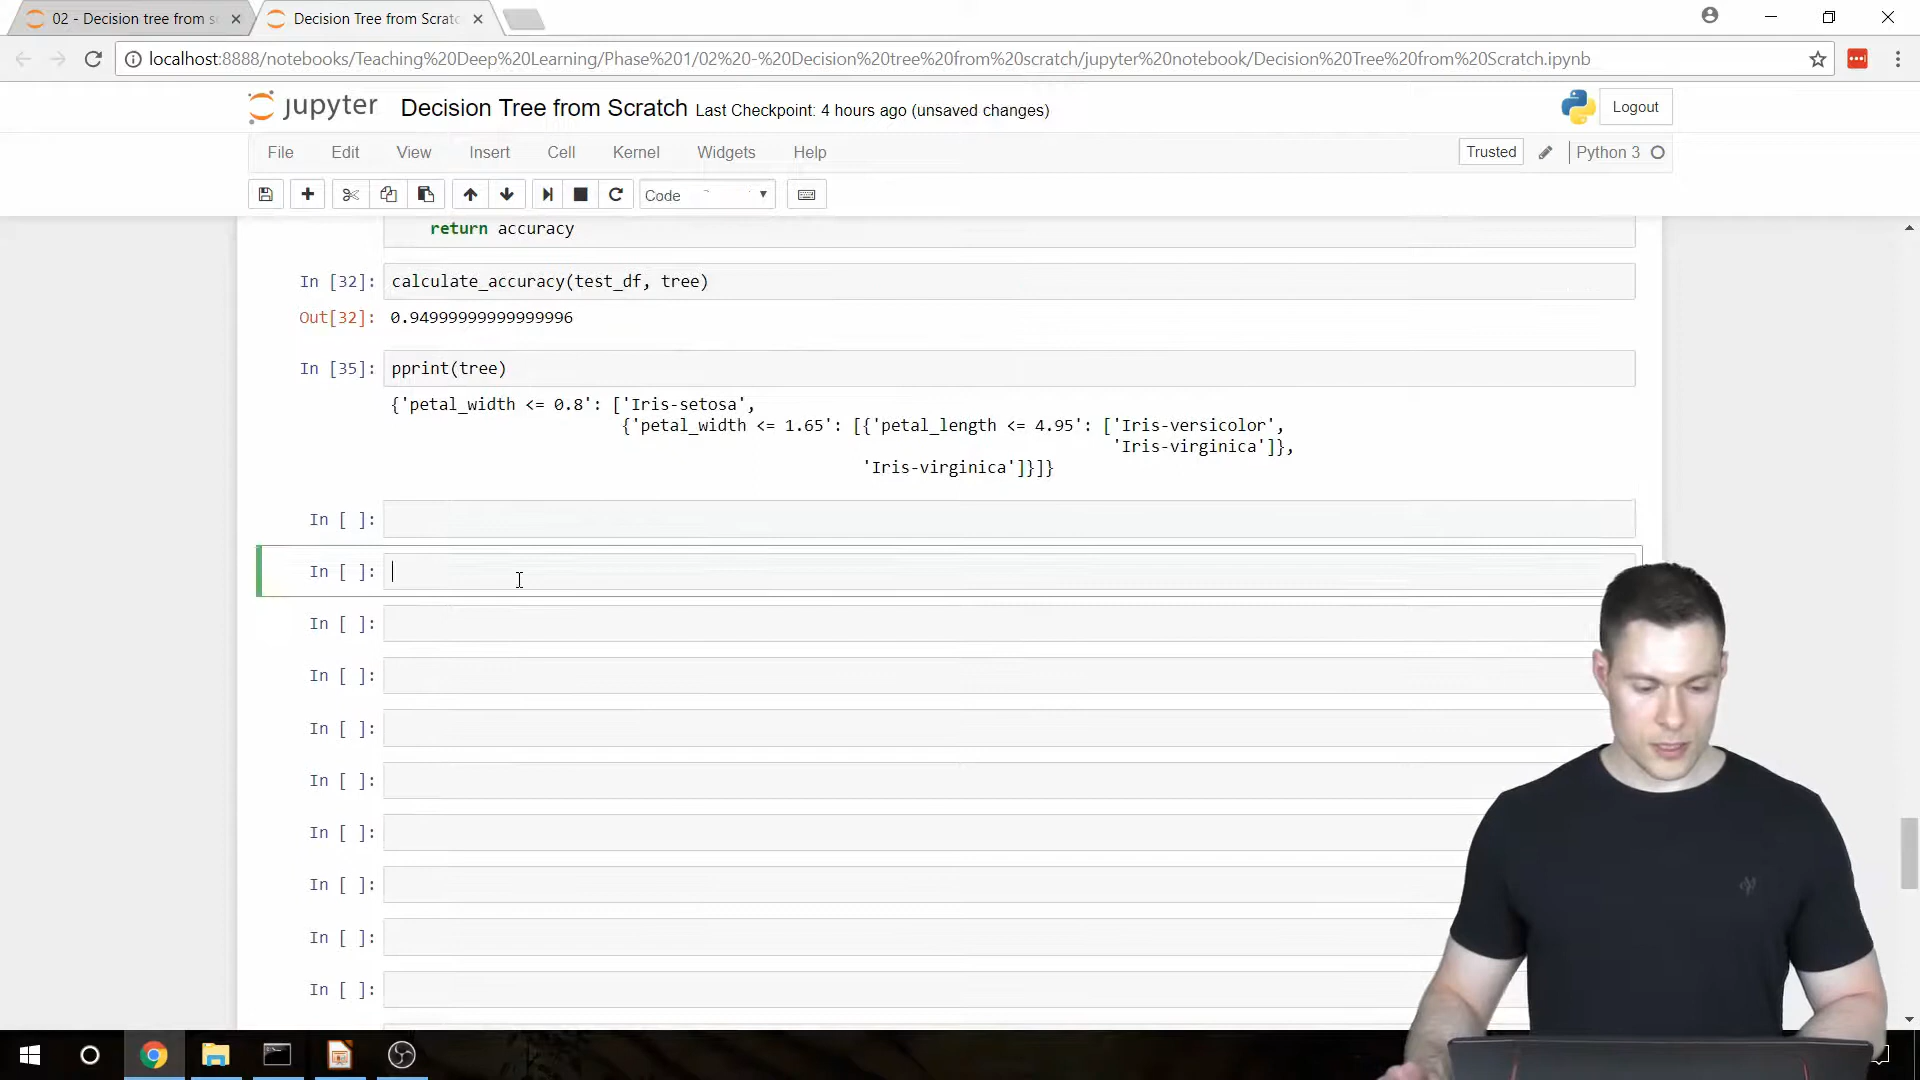 02 - Decision tree from s
Decision Tree from Scratc
localhost:8888/notebooks/Teaching%20Deep%20Learning/Phase%201/02%20-%20Decision%20tree%20from%20scratch/jupyter%20notebook/Decision%20Tree%20from%20Scratch.ipynb
jupyter Decision Tree from Scratch Last Checkpoint: 4 hours ago (unsaved changes)
Logout
File Edit View Insert Cell Kernel Widgets Help
Trusted
Python 3
Code
return accuracy
In [32]: calculate_accuracy(test_df, tree)
Out[32]: 0.94999999999999996
In [35]: pprint(tree)
{'petal_width <= 0.8': ['Iris-setosa',
{'petal_width <= 1.65': [{'petal_length <= 4.95': ['Iris-versicolor',
'Iris-virginica']},
'Iris-virginica']}]}
In [ ]:
In [ ]:
In [ ]:
In [ ]:
In [ ]:
In [ ]:
In [ ]:
In [ ]:
In [ ]:
In [ ]: